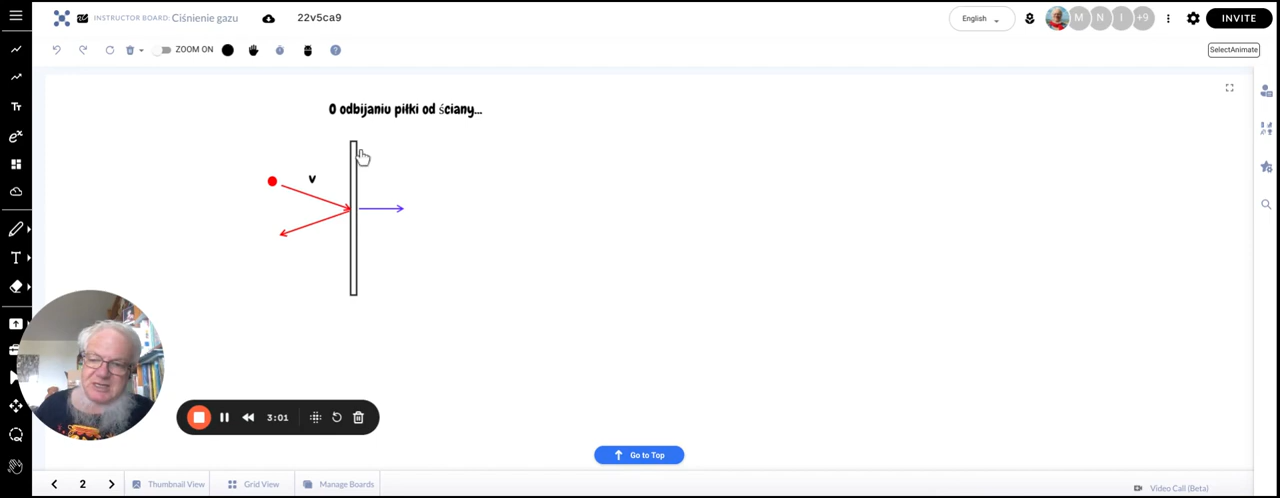 INSTRUCTOR BOARD: Ciśnienie gazu
22v5ca9
English
M N I +9
INVITE
ZOOM ON
SelectAnimate
O odbijaniu piłki od ściany...
v
3:01
Go to Top
2
Thumbnail View
Grid View
Manage Boards
Video Call (Beta)